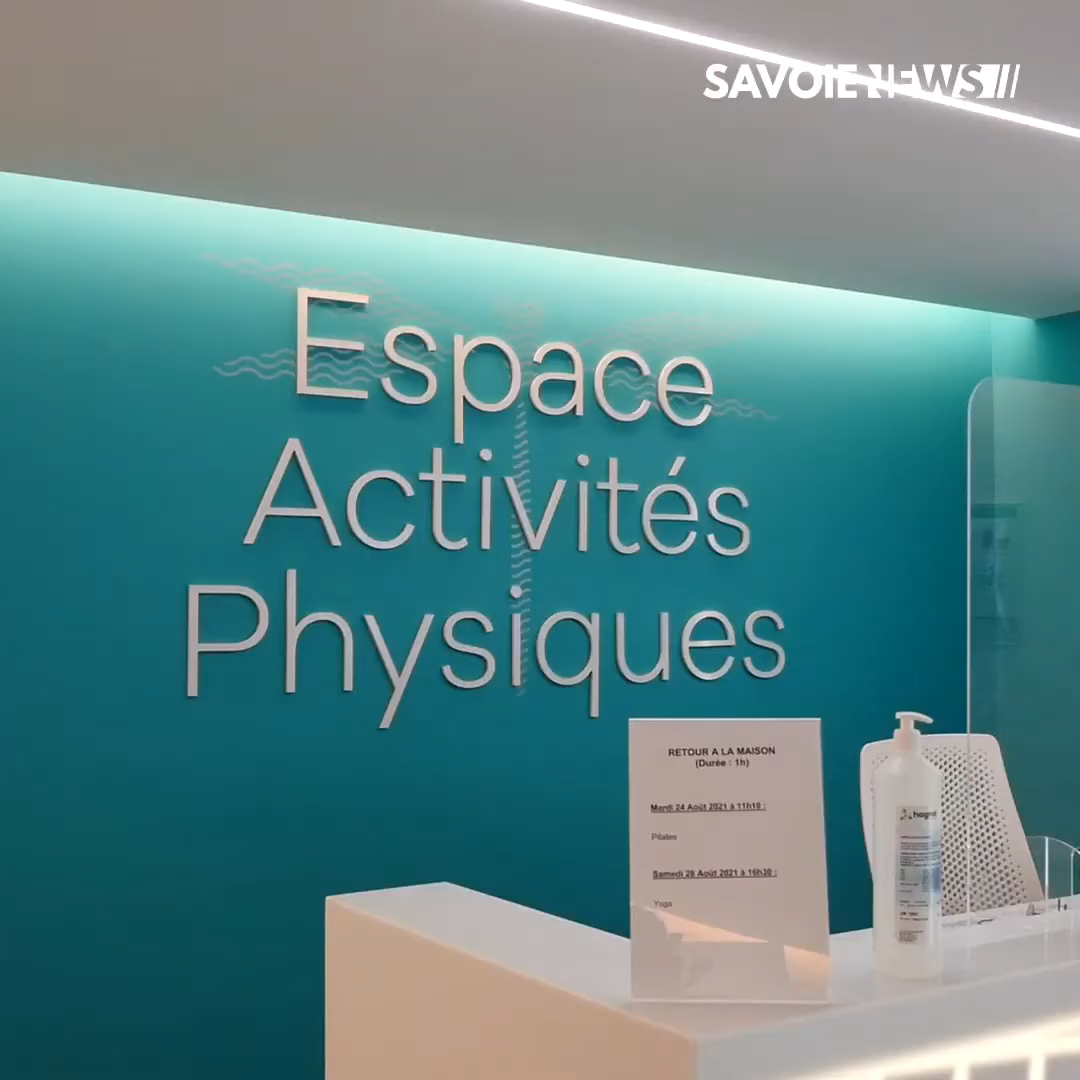 SAVOIE NEWS
Espace
Activités
Physiques
RETOUR A LA MAISON
(Durée : 1h)
Mardi 24 Août 2021 à 11h10 :
Pilates
Samedi 28 Août 2021 à 16h30 :
Yoga